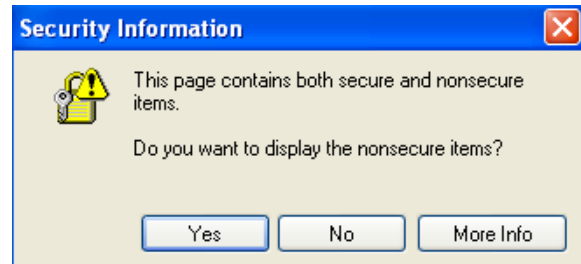 Security Information
This page contains both secure and nonsecure
items.
Do you want to display the nonsecure items?
Yes
No
More Info